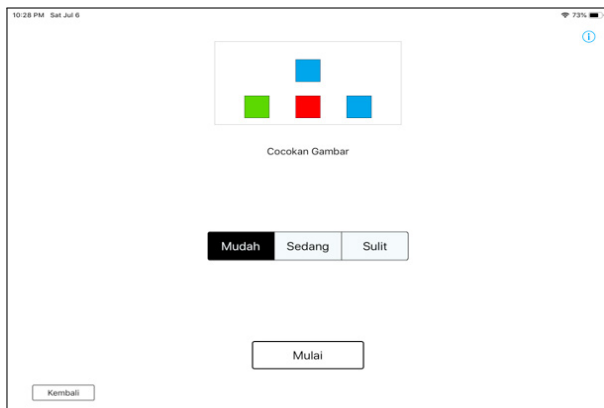 10:28 PM Sat Jul 6 73%
Cocokan Gambar
Mudah Sedang Sulit
Mulai
Kembali